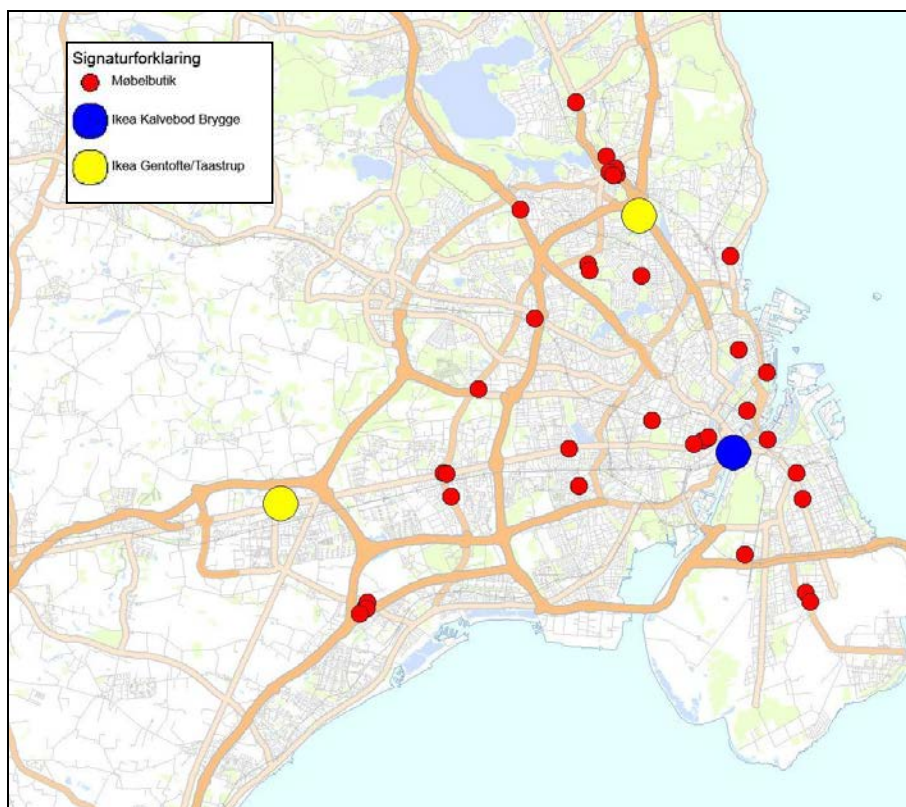 Signaturforklaring
Møbelbutik
Ikea Kalvebod Brygge
Ikea Gentofte/Taastrup